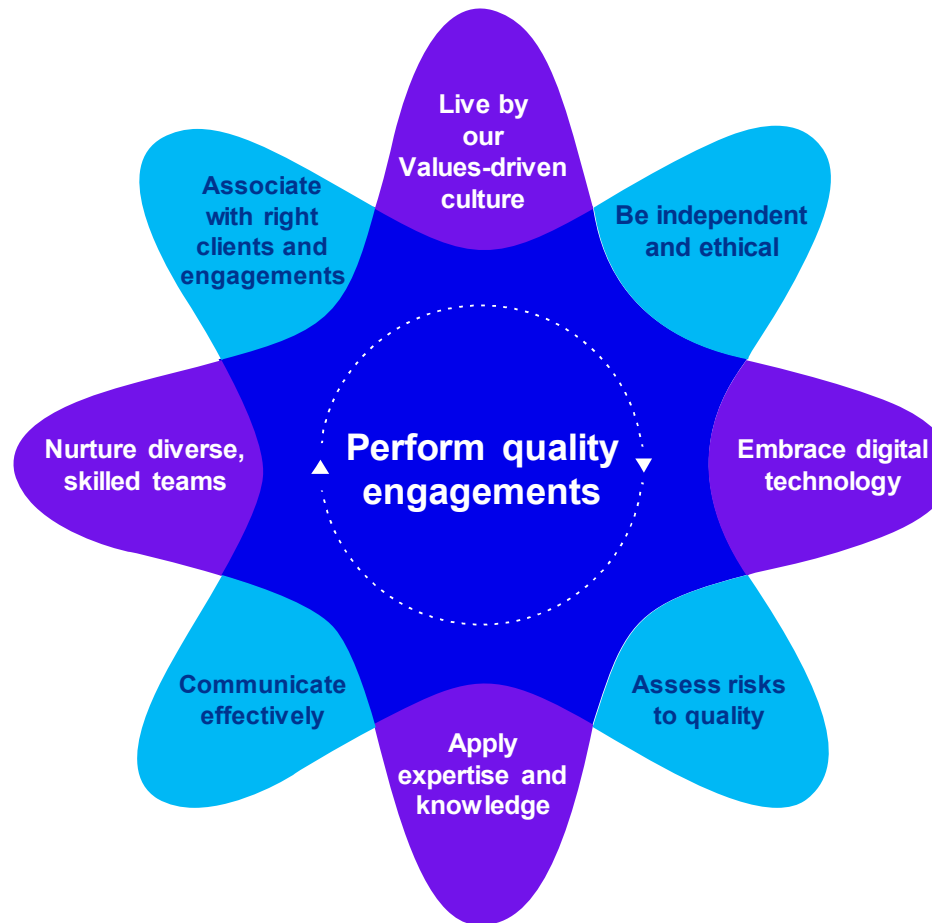 Live by
our
Values-driven
culture
Be independent
and ethical
Embrace digital
technology
Assess risks
to quality
Apply
expertise and
knowledge
Communicate
effectively
Nurture diverse,
skilled teams
Associate
with right
clients and
engagements
Perform quality
engagements